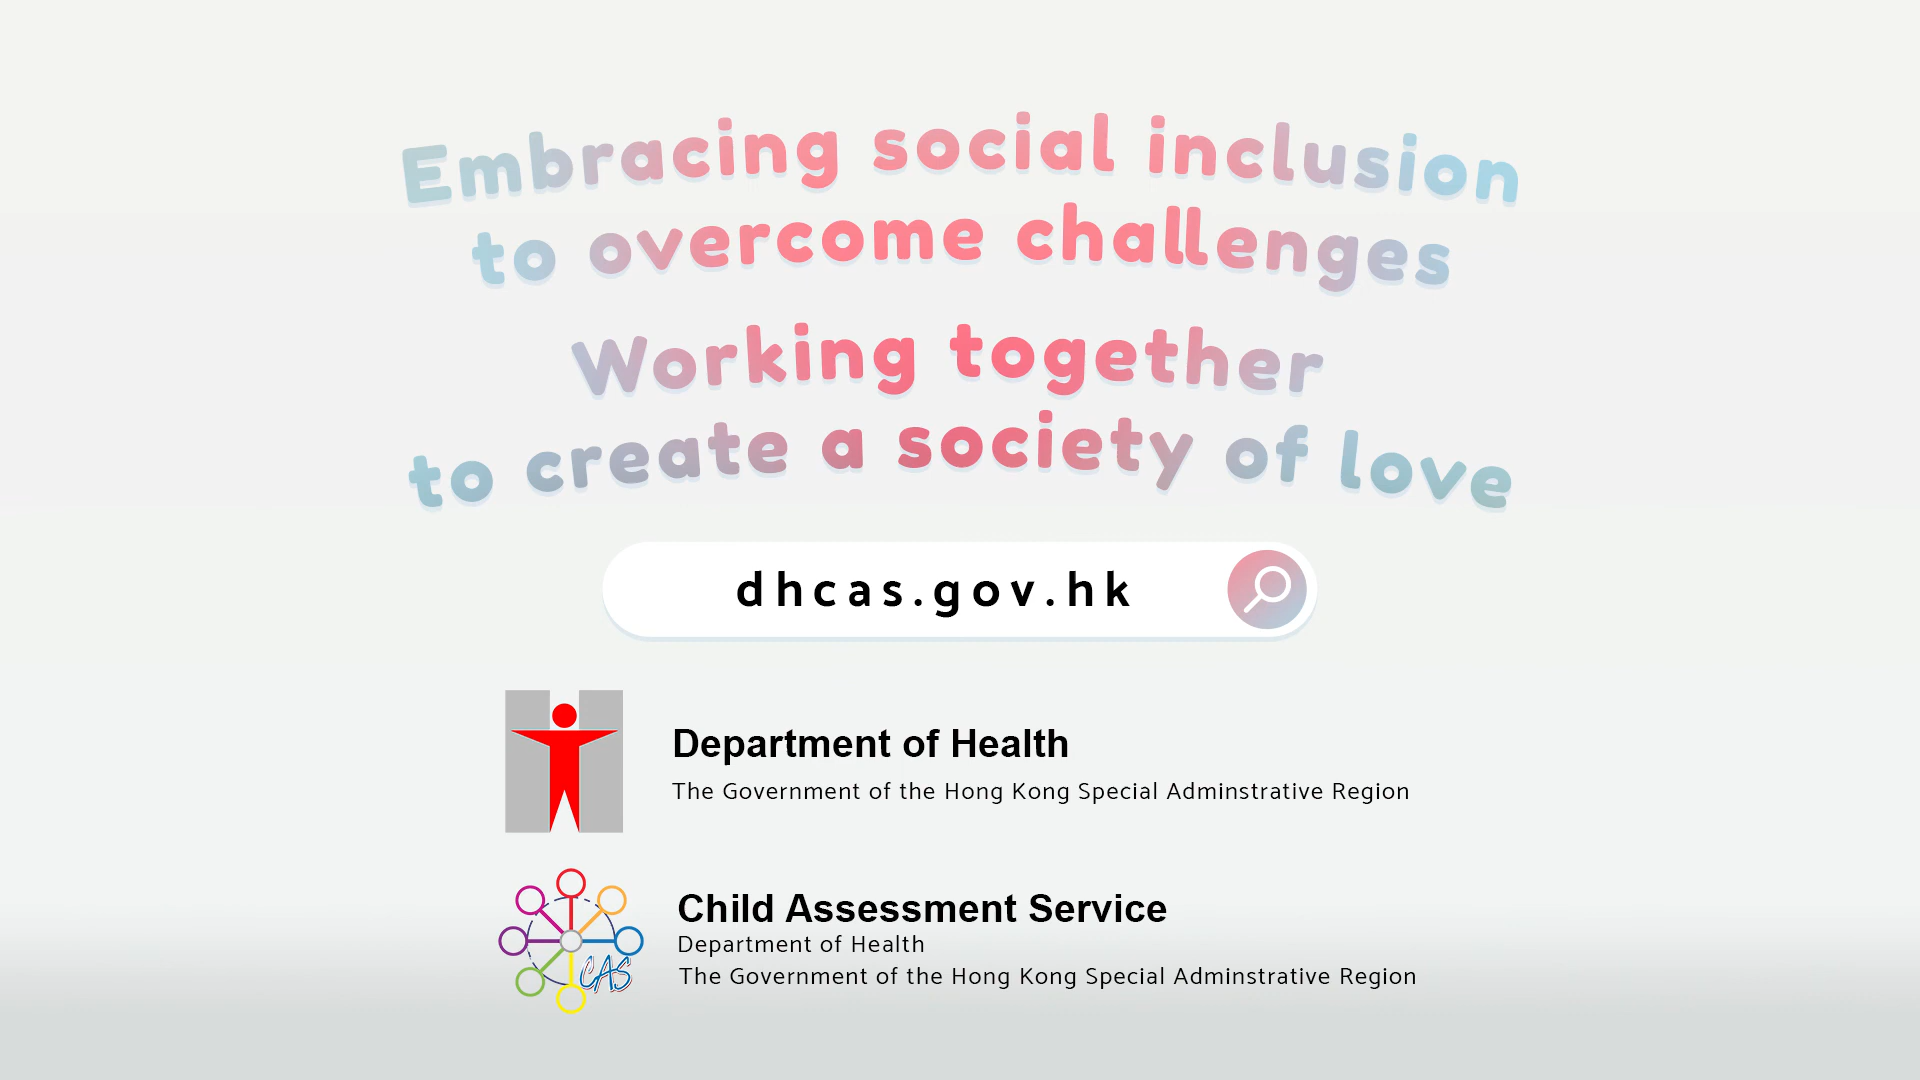 Embracing social inclusion
to overcome challenges
Working together
to create a society of love
dhcas.gov.hk
Department of Health
The Government of the Hong Kong Special Adminstrative Region
CAS
Child Assessment Service
Department of Health
The Government of the Hong Kong Special Adminstrative Region